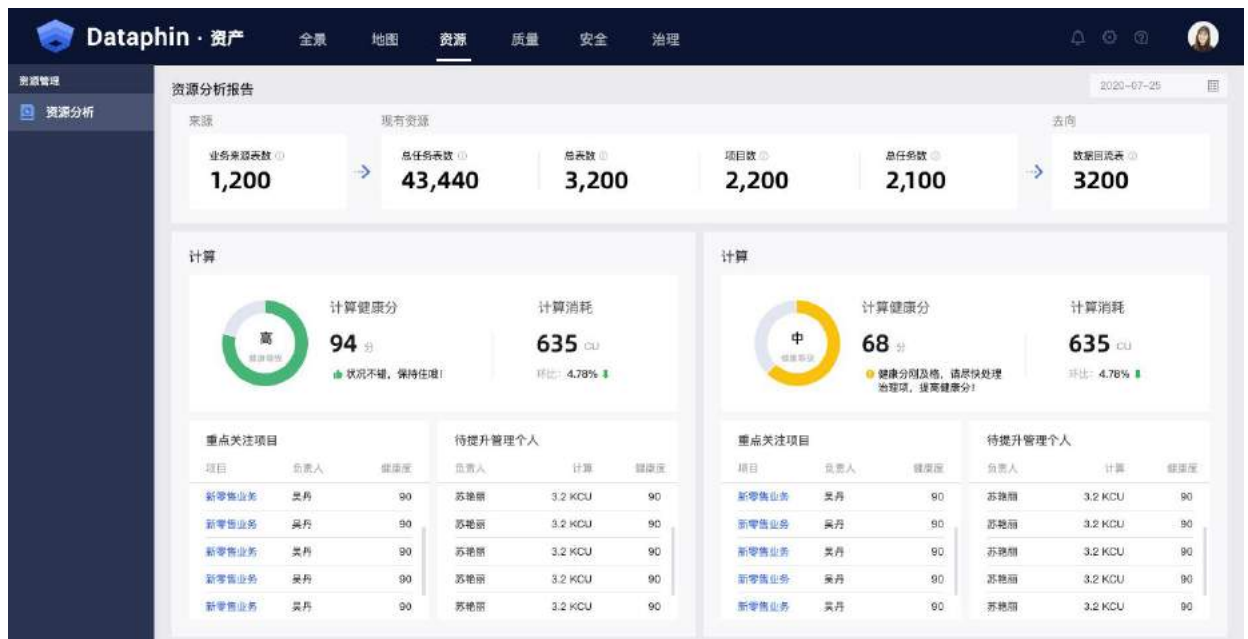 Dataphin · 资产
全景 地图 资源 质量 安全 治理
资源管理
资源分析
资源分析报告
2020-07-25
来源 现有资源 去向
业务来源表数 总任务表数 总表数 项目数 总任务数 数据回流表
1,200 43,440 3,200 2,200 2,100 3200
计算
高
健康等级
计算健康分 计算消耗
94 分 635 CU
状况不错,保持住哦! 环比: 4.78%
重点关注项目 待提升管理个人
项目 负责人 健康度 负责人 计算 健康度
新零售业务 吴丹 90 苏艳丽 3.2 KCU 90
新零售业务 吴丹 90 苏艳丽 3.2 KCU 90
新零售业务 吴丹 90 苏艳丽 3.2 KCU 90
新零售业务 吴丹 90 苏艳丽 3.2 KCU 90
新零售业务 吴丹 90 苏艳丽 3.2 KCU 90
计算
中
健康等级
计算健康分 计算消耗
68 分 635 CU
健康分刚及格,请尽快处理 环比: 4.78%
治理项,提高健康分!
重点关注项目 待提升管理个人
项目 负责人 健康度 负责人 计算 健康度
新零售业务 吴丹 90 苏艳丽 3.2 KCU 90
新零售业务 吴丹 90 苏艳丽 3.2 KCU 90
新零售业务 吴丹 90 苏艳丽 3.2 KCU 90
新零售业务 吴丹 90 苏艳丽 3.2 KCU 90
新零售业务 吴丹 90 苏艳丽 3.2 KCU 90